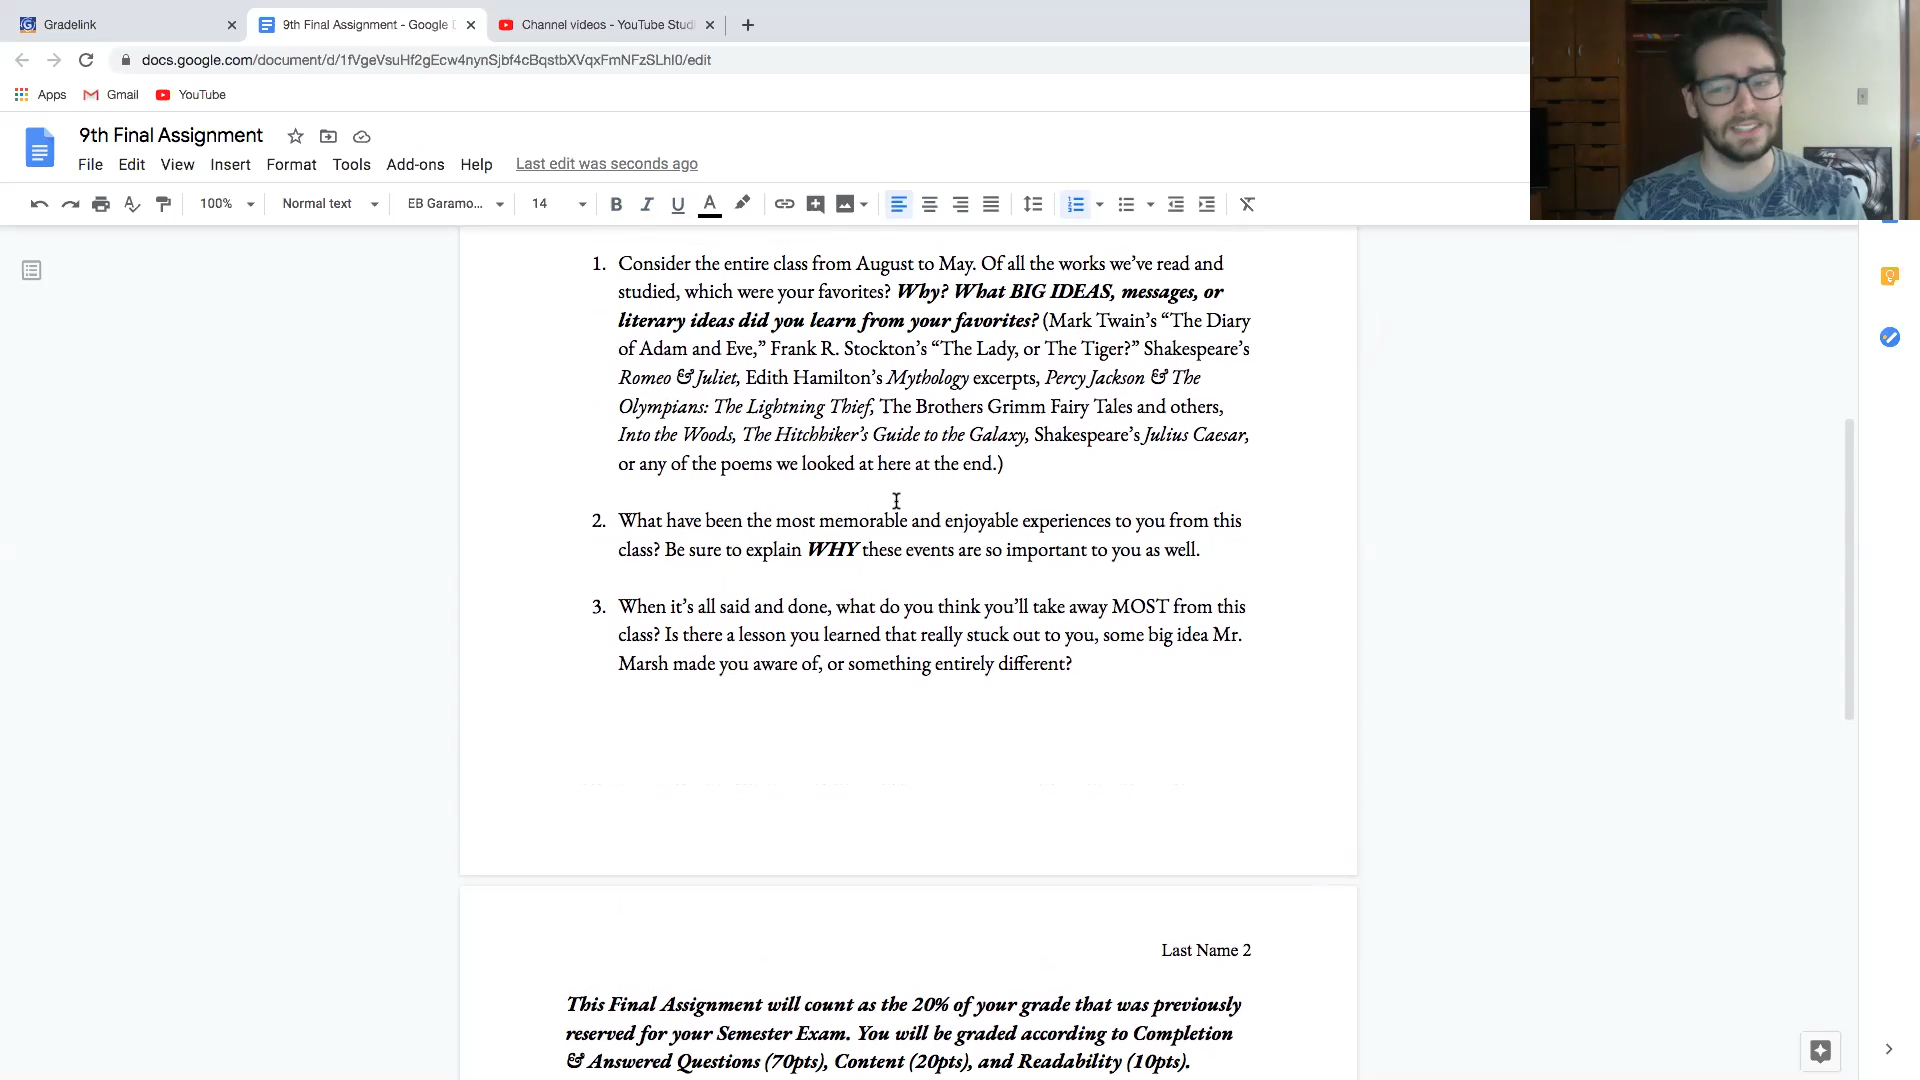 Gradelink
9th Final Assignment - Google D
Channel videos - YouTube Studi
docs.google.com/document/d/1fVgeVsuHf2gEcw4nynSjbf4cBqstbXVqxFmNFzSLhl0/edit
Apps
Gmail
YouTube
9th Final Assignment
File Edit View Insert Format Tools Add-ons Help Last edit was seconds ago
100% Normal text EB Garamo... 14
1. Consider the entire class from August to May. Of all the works we’ve read and
studied, which were your favorites? Why? What BIG IDEAS, messages, or
literary ideas did you learn from your favorites? (Mark Twain’s “The Diary
of Adam and Eve,” Frank R. Stockton’s “The Lady, or The Tiger?” Shakespeare’s
Romeo & Juliet, Edith Hamilton’s Mythology excerpts, Percy Jackson & The
Olympians: The Lightning Thief, The Brothers Grimm Fairy Tales and others,
Into the Woods, The Hitchhiker’s Guide to the Galaxy, Shakespeare’s Julius Caesar,
or any of the poems we looked at here at the end.)
2. What have been the most memorable and enjoyable experiences to you from this
class? Be sure to explain WHY these events are so important to you as well.
3. When it’s all said and done, what do you think you’ll take away MOST from this
class? Is there a lesson you learned that really stuck out to you, some big idea Mr.
Marsh made you aware of, or something entirely different?
Last Name 2
This Final Assignment will count as the 20% of your grade that was previously
reserved for your Semester Exam. You will be graded according to Completion
& Answered Questions (70pts), Content (20pts), and Readability (10pts).